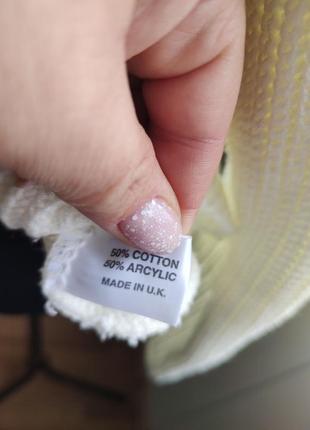 50% COTTON
50% ARCYLIC
MADE IN U.K.